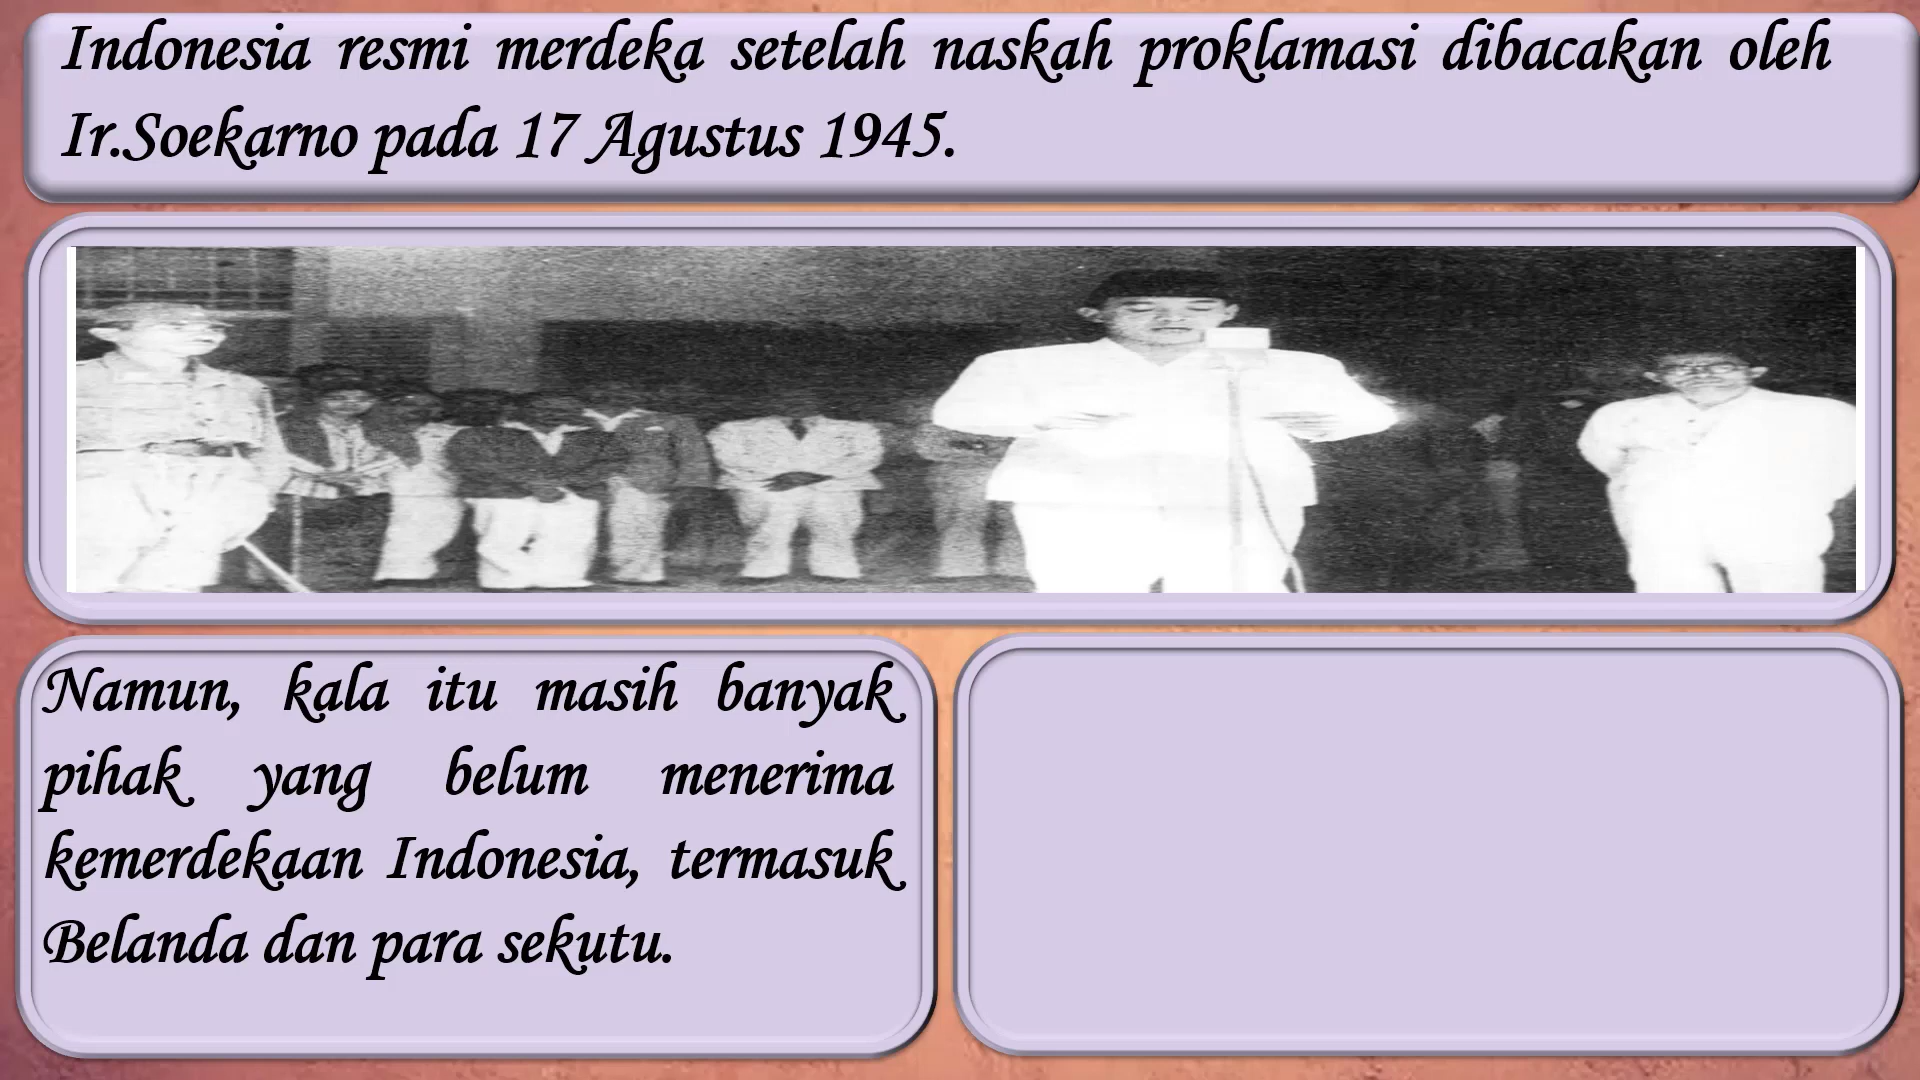 Indonesia resmi merdeka setelah naskah proklamasi dibacakan oleh
Ir.Soekarno pada 17 Agustus 1945.
Namun, kala itu masih banyak
pihak yang belum menerima
kemerdekaan Indonesia, termasuk
Belanda dan para sekutu.